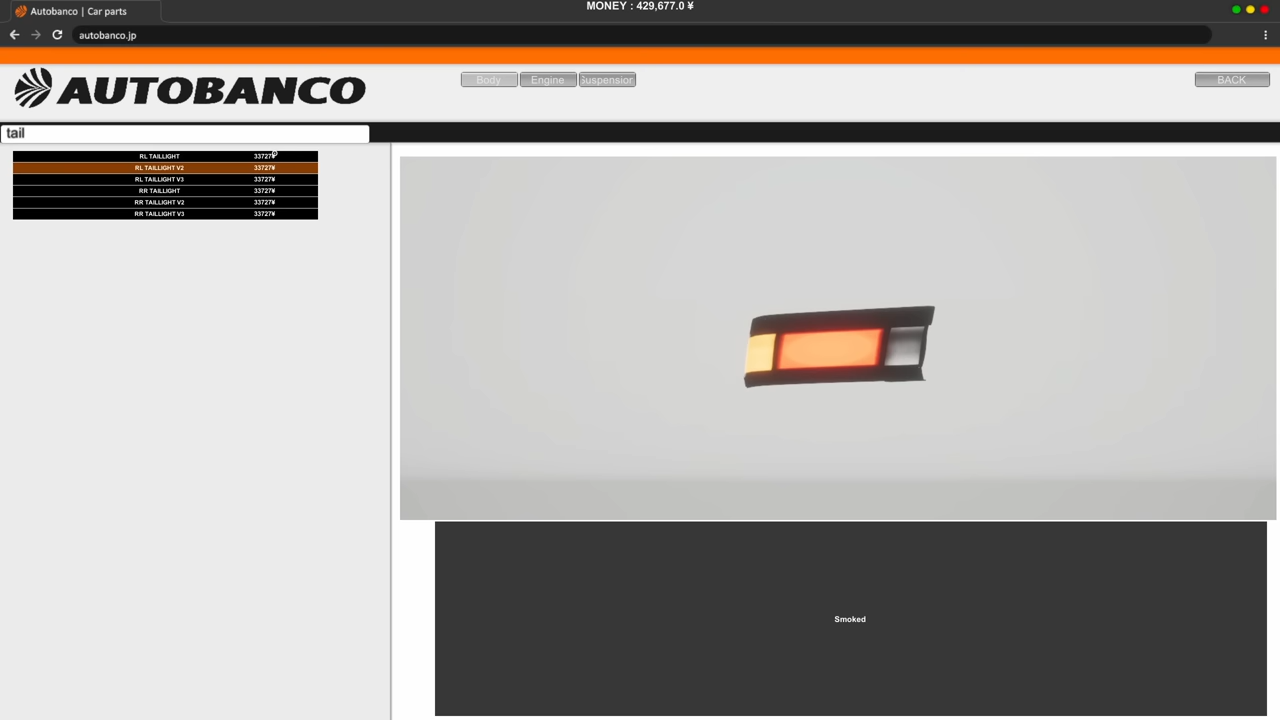 MONEY : 429,677.0 ¥
Autobanco | Car parts
autobanco.jp
AUTOBANCO
Body
Engine
Suspension
BACK
tail
RL TAILLIGHT 33727¥
RL TAILLIGHT V2 33727¥
RL TAILLIGHT V3 33727¥
RR TAILLIGHT 33727¥
RR TAILLIGHT V2 33727¥
RR TAILLIGHT V3 33727¥
Smoked